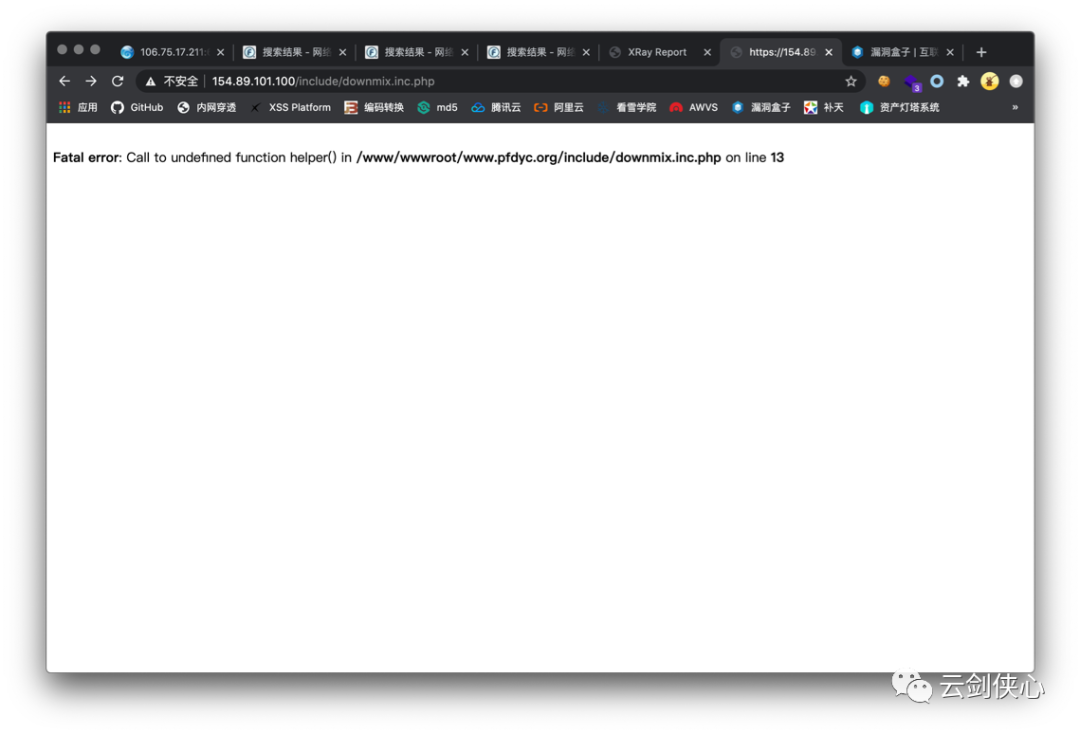 106.75.17.211:
搜索结果 - 网络
搜索结果 - 网络
搜索结果 - 网络
XRay Report
https://154.89
漏洞盒子 | 互联
不安全 154.89.101.100/include/downmix.inc.php
3
应用 GitHub 内网穿透 XSS Platform 编码转换 md5 腾讯云 阿里云 看雪学院 AWVS 漏洞盒子 补天 资产灯塔系统 »
Fatal error: Call to undefined function helper() in /www/wwwroot/www.pfdyc.org/include/downmix.inc.php on line 13
云剑侠心